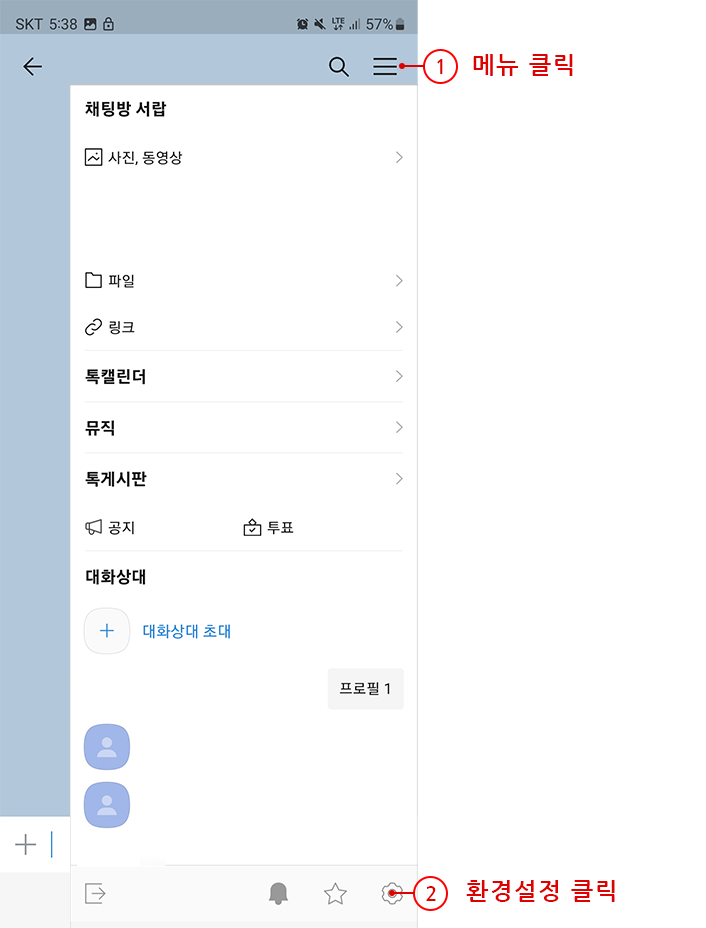 SKT 5:38 LTE 57%
1 메뉴 클릭
채팅방 서랍
사진, 동영상
파일
링크
톡캘린더
뮤직
톡게시판
공지 투표
대화상대
대화상대 초대
프로필 1
2 환경설정 클릭